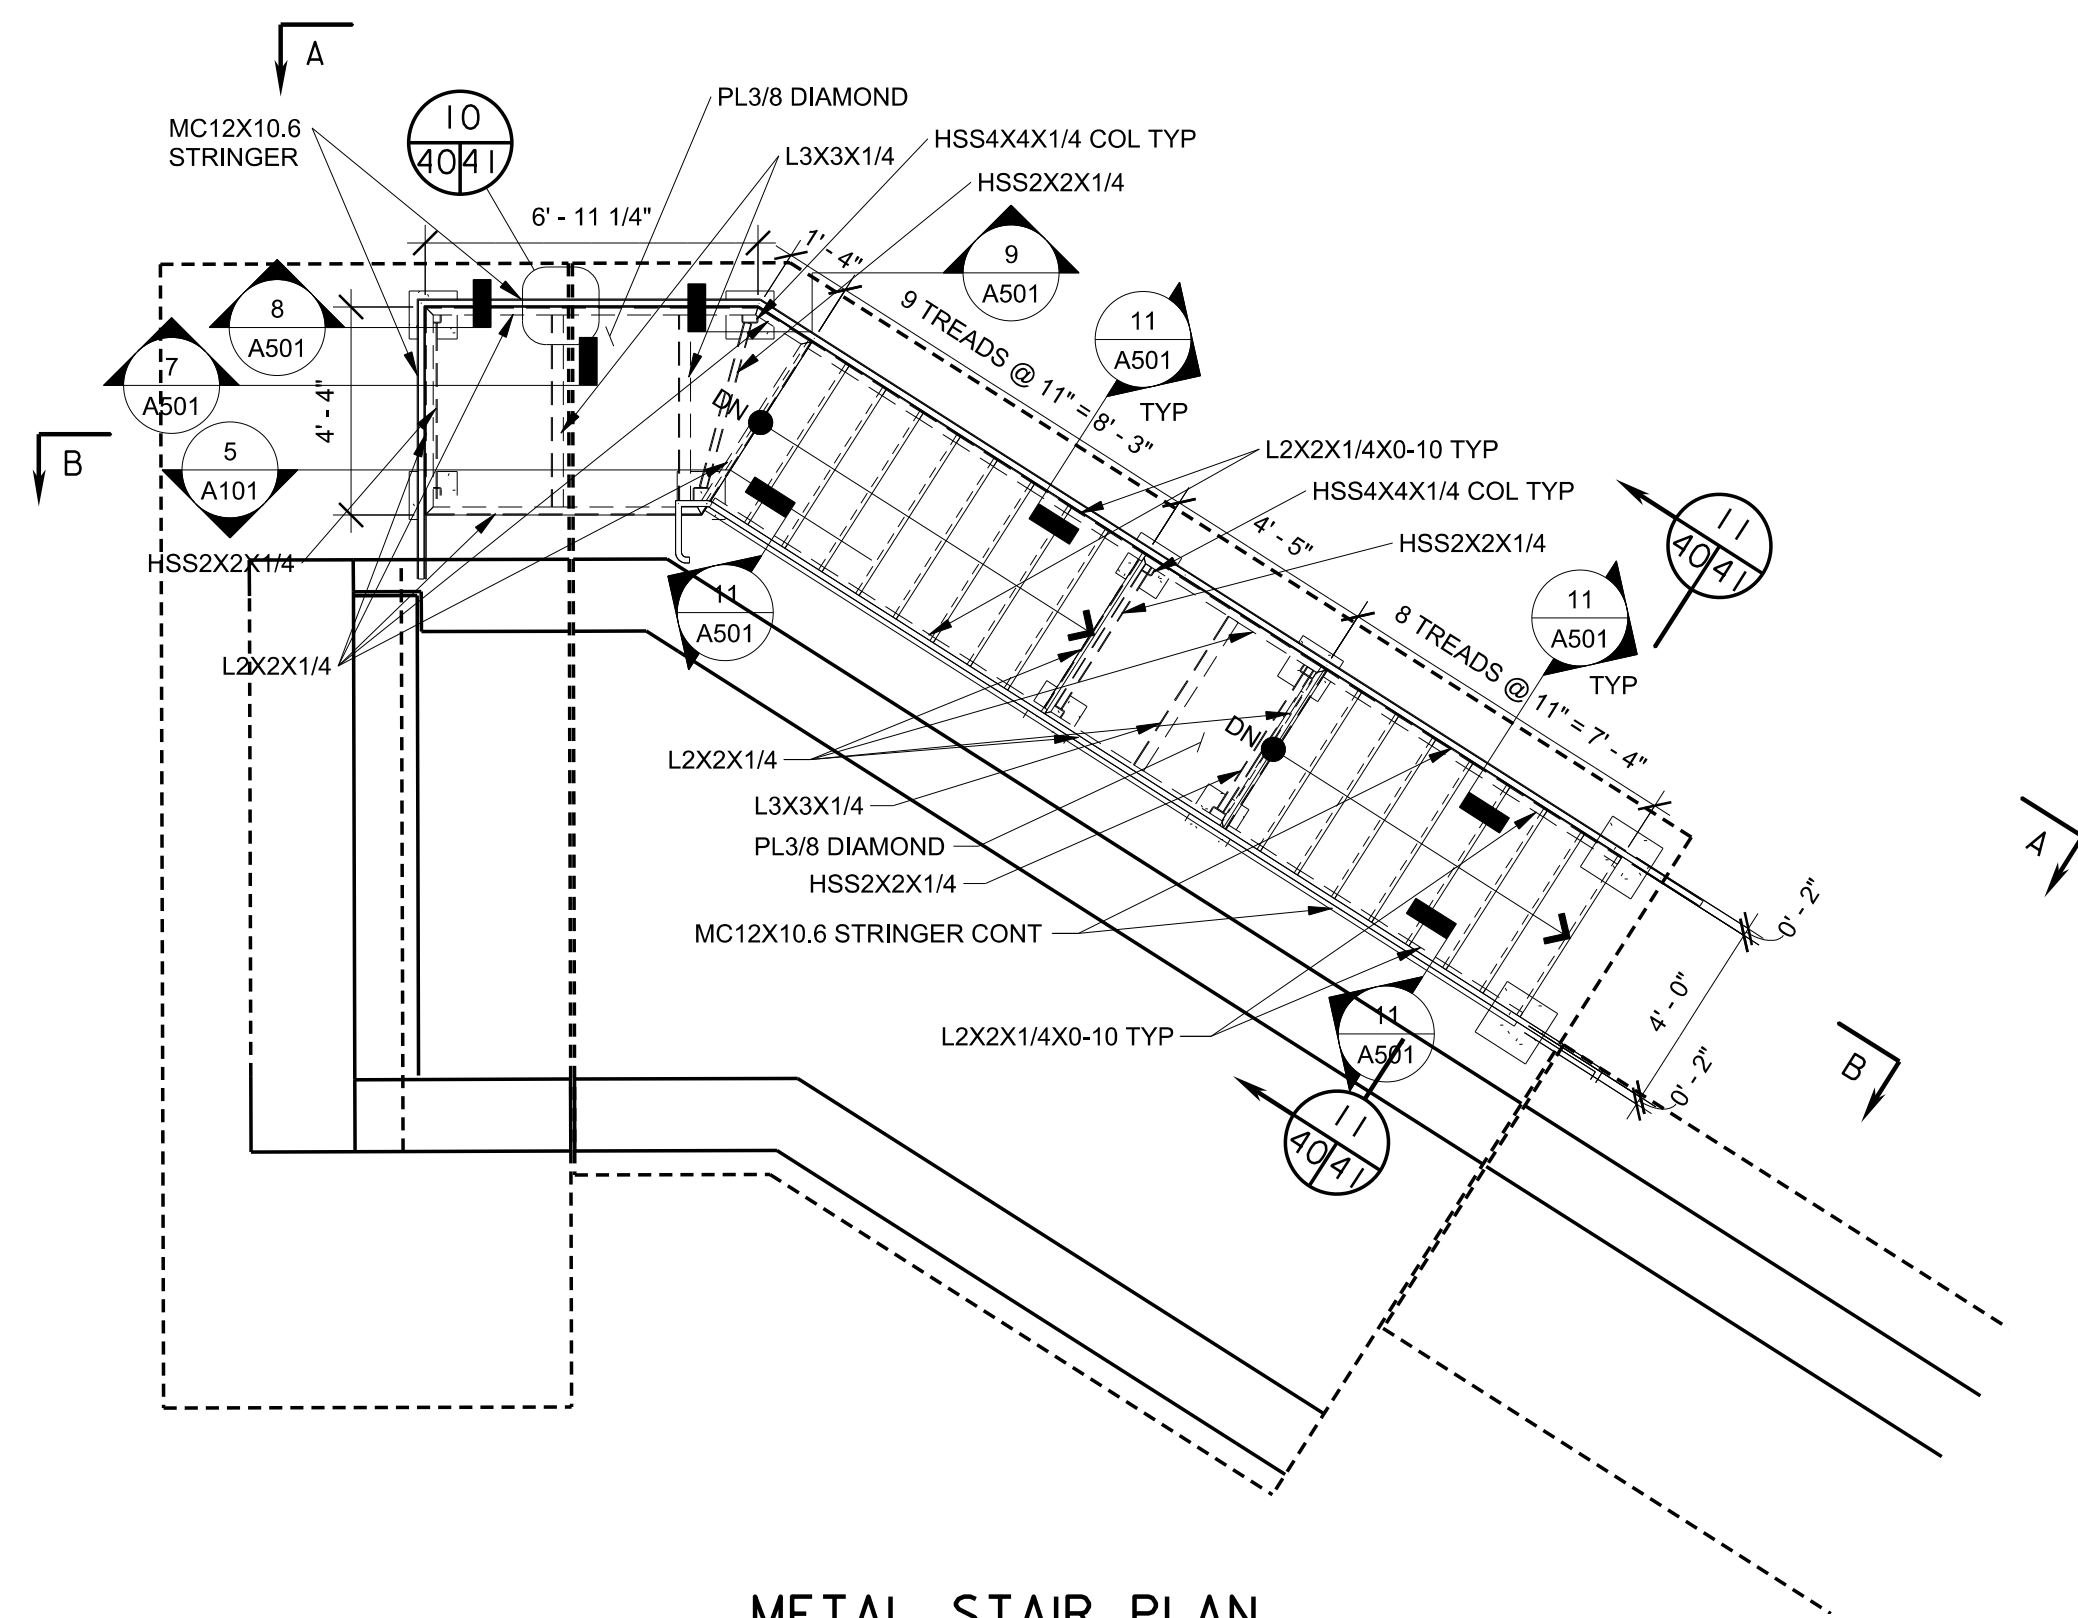 A
PL3/8 DIAMOND
MC12X10.6
STRINGER
10
40 41
HSS4X4X1/4 COL TYP
L3X3X1/4
HSS2X2X1/4
6' - 11 1/4"
1' - 4"
9
A501
9 TREADS @ 11" = 8' - 3"
8
A501
11
A501
TYP
7
A501
4' - 4"
DN
B
5
A101
L2X2X1/4X0-10 TYP
HSS4X4X1/4 COL TYP
4' - 5"
HSS2X2X1/4
11
40 41
HSS2X2X1/4
11
A501
11
A501
TYP
8 TREADS @ 11" = 7' - 4"
L2X2X1/4
DN
L2X2X1/4
L3X3X1/4
PL3/8 DIAMOND
HSS2X2X1/4
A
MC12X10.6 STRINGER CONT
0' - 2"
4' - 0"
L2X2X1/4X0-10 TYP
11
A501
B
0' - 2"
11
40 41
METAL STAIR PLAN